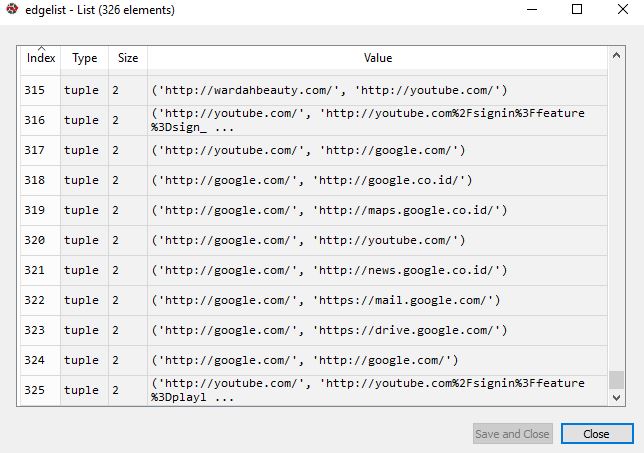 edgelist - List (326 elements)
Index Type Size Value
315 tuple 2 ('http://wardahbeauty.com/', 'http://youtube.com/')
316 tuple 2 ('http://youtube.com/', 'http://youtube.com%2Fsignin%3Ffeature
%3Dsign_ ...
317 tuple 2 ('http://youtube.com/', 'http://google.com/')
318 tuple 2 ('http://google.com/', 'http://google.co.id/')
319 tuple 2 ('http://google.com/', 'http://maps.google.co.id/')
320 tuple 2 ('http://google.com/', 'http://youtube.com/')
321 tuple 2 ('http://google.com/', 'http://news.google.co.id/')
322 tuple 2 ('http://google.com/', 'https://mail.google.com/')
323 tuple 2 ('http://google.com/', 'https://drive.google.com/')
324 tuple 2 ('http://google.com/', 'http://google.com/')
325 tuple 2 ('http://youtube.com/', 'http://youtube.com%2Fsignin%3Ffeature
%3Dplayl ...
Save and Close Close